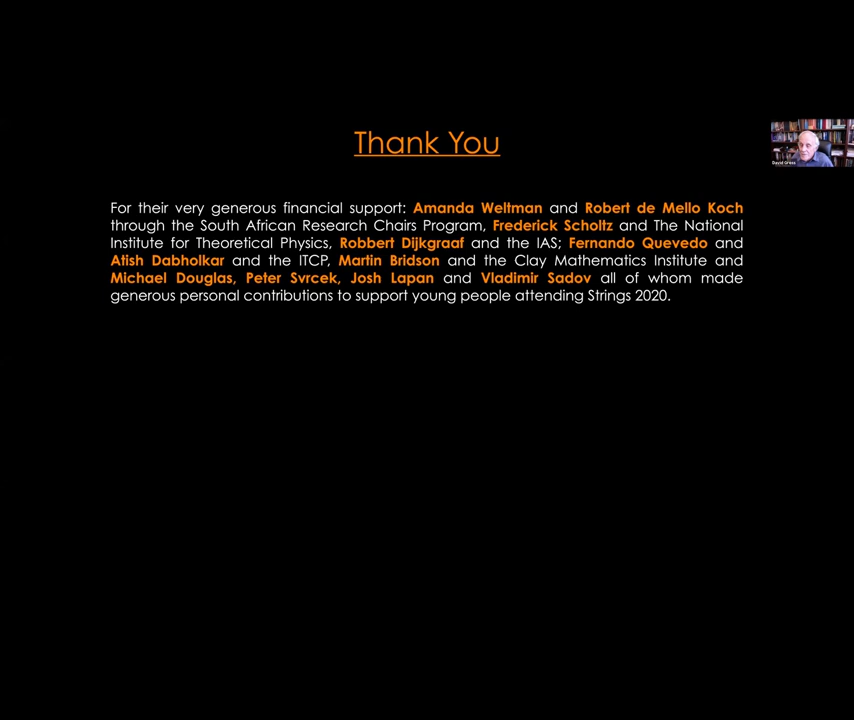 Thank You
David Gross
For their very generous financial support: Amanda Weltman and Robert de Mello Koch
through the South African Research Chairs Program, Frederick Scholtz and The National
Institute for Theoretical Physics, Robbert Dijkgraaf and the IAS; Fernando Quevedo and
Atish Dabholkar and the ITCP, Martin Bridson and the Clay Mathematics Institute and
Michael Douglas, Peter Svrcek, Josh Lapan and Vladimir Sadov all of whom made
generous personal contributions to support young people attending Strings 2020.